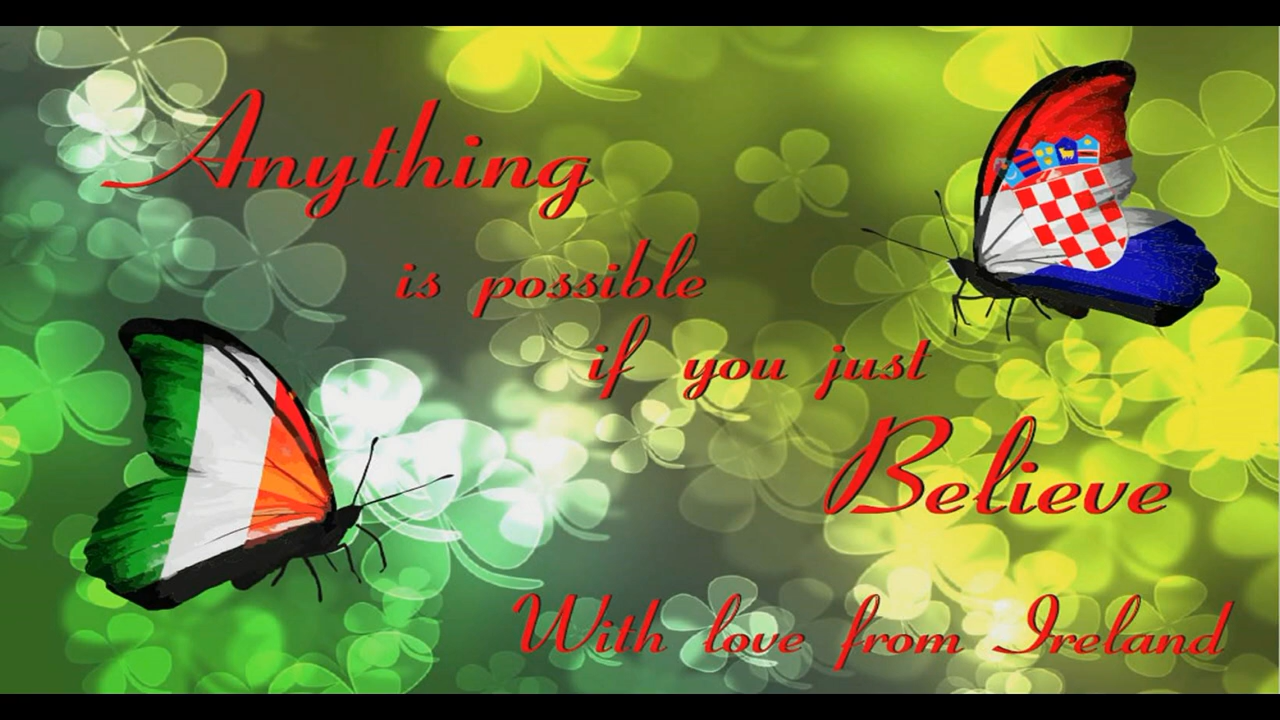 Anything
is possible
if you just
Believe
With love from Ireland